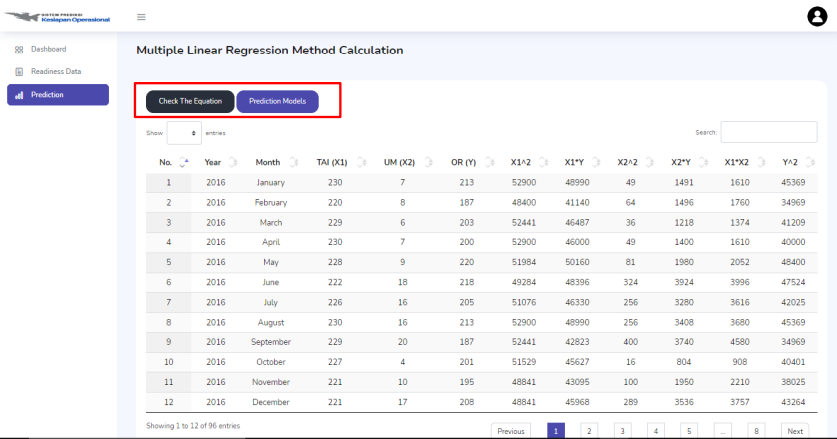 SISTEM PREDIKSI
Kesiapan Operasional
Dashboard
Readiness Data
Prediction
Multiple Linear Regression Method Calculation
Check The Equation Prediction Models
Show entries Search:
No. Year Month TAI (X1) UM (X2) OR (Y) X1^2 X1*Y X2^2 X2*Y X1*X2 Y^2
1 2016 January 230 7 213 52900 48990 49 1491 1610 45369
2 2016 February 220 8 187 48400 41140 64 1496 1760 34969
3 2016 March 229 6 203 52441 46487 36 1218 1374 41209
4 2016 April 230 7 200 52900 46000 49 1400 1610 40000
5 2016 May 228 9 220 51984 50160 81 1980 2052 48400
6 2016 June 222 18 218 49284 48396 324 3924 3996 47524
7 2016 July 226 16 205 51076 46330 256 3280 3616 42025
8 2016 August 230 16 213 52900 48990 256 3408 3680 45369
9 2016 September 229 20 187 52441 42823 400 3740 4580 34969
10 2016 October 227 4 201 51529 45627 16 804 908 40401
11 2016 November 221 10 195 48841 43095 100 1950 2210 38025
12 2016 December 221 17 208 48841 45968 289 3536 3757 43264
Showing 1 to 12 of 96 entries
Previous 1 2 3 4 5 ... 8 Next